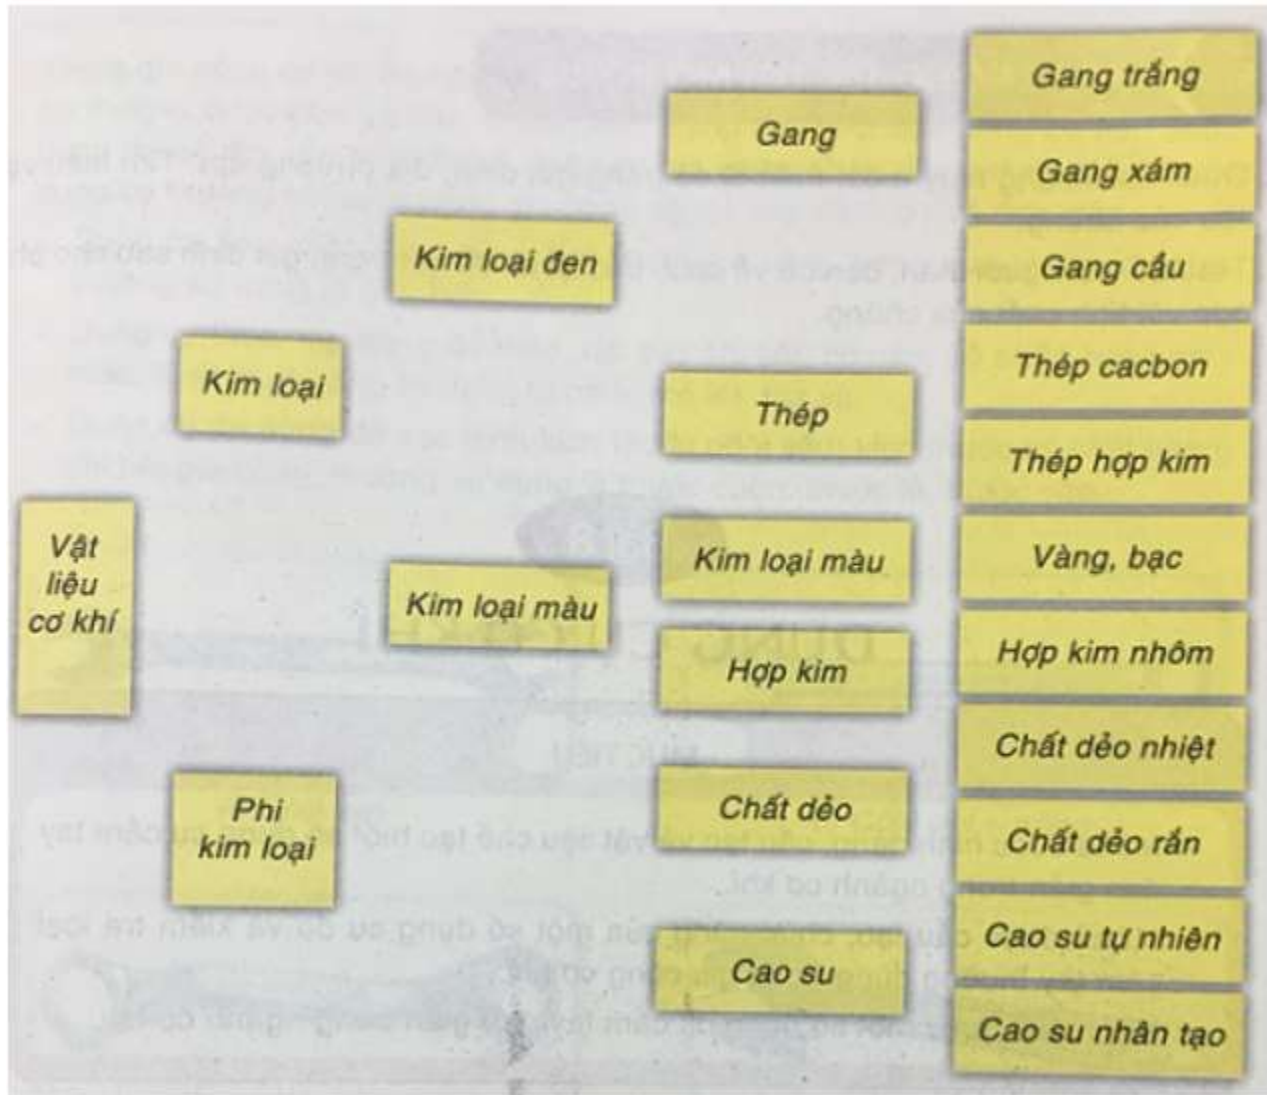 Gang trắng
Gang
Gang xám
Kim loại đen
Gang cầu
Kim loại
Thép cacbon
Thép
Thép hợp kim
Vật
liệu
cơ khí
Kim loại màu
Vàng, bạc
Kim loại màu
Hợp kim
Hợp kim nhôm
Chất dẻo nhiệt
Phi
kim loại
Chất dẻo
Chất dẻo rắn
Cao su tự nhiên
Cao su
Cao su nhân tạo